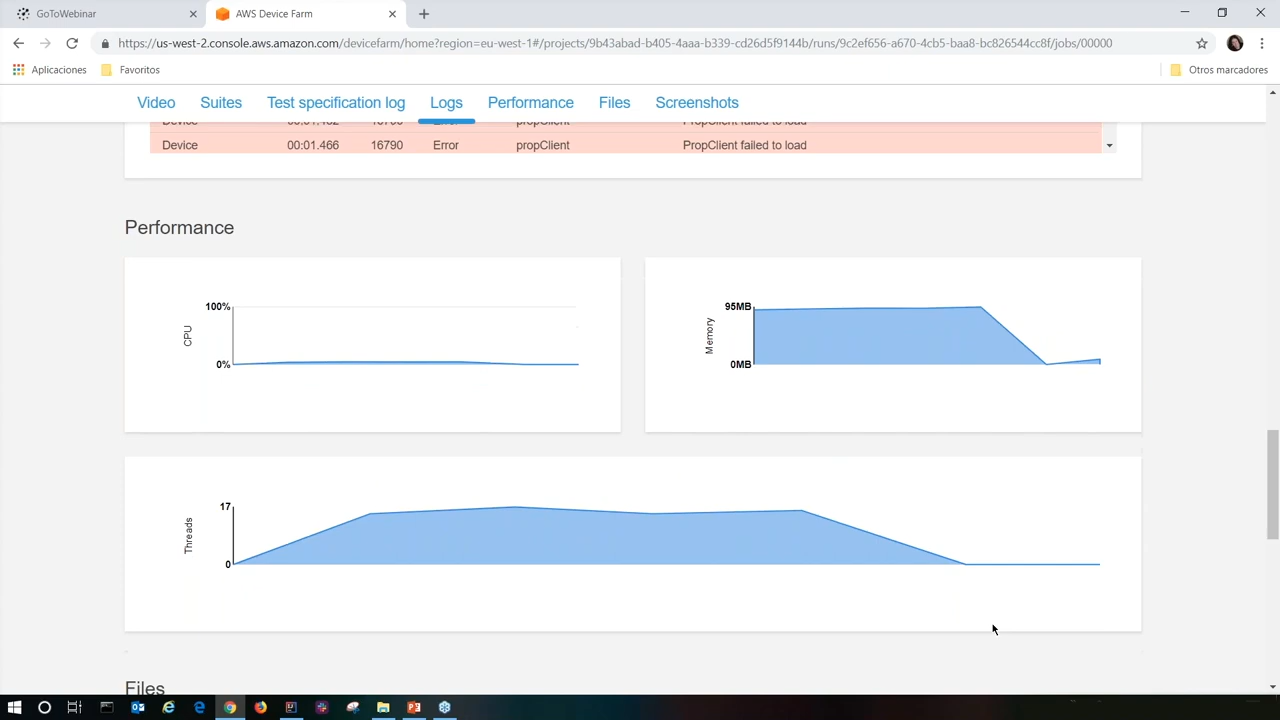 GoToWebinar
AWS Device Farm
https://us-west-2.console.aws.amazon.com/devicefarm/home?region=eu-west-1#/projects/9b43abad-b405-4aaa-b339-cd26d5f9144b/runs/9c2ef656-a670-4cb5-baa8-bc826544cc8f/jobs/00000
Aplicaciones Favoritos Otros marcadores
Video Suites Test specification log Logs Performance Files Screenshots
Device 16790 Error propClient PropClient failed to load
Device 00:01.466 16790 Error propClient PropClient failed to load
Performance
100%
CPU
0%
95MB
Memory
0MB
17
Threads
0
Files